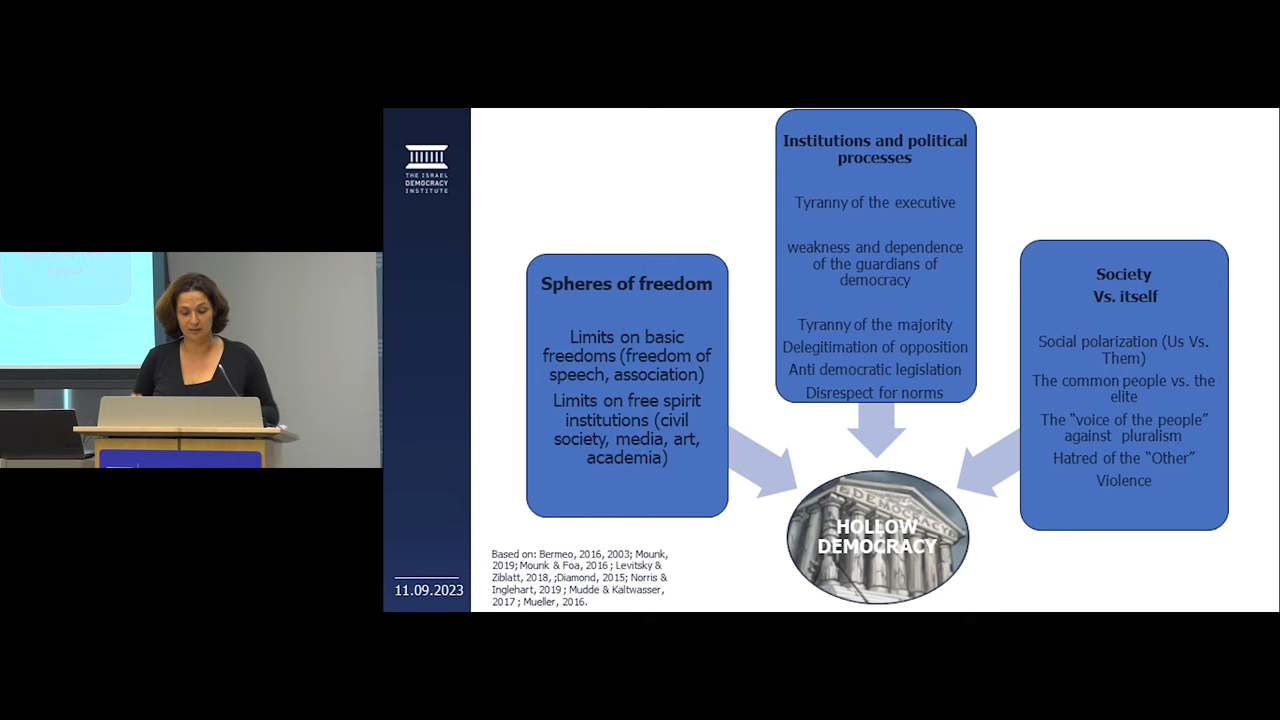 THE ISRAEL
DEMOCRACY
INSTITUTE
11.09.2023
Spheres of freedom
Limits on basic
freedoms (freedom of
speech, association)
Limits on free spirit
institutions (civil
society, media, art,
academia)
Institutions and political
processes
Tyranny of the executive
weakness and dependence
of the guardians of
democracy
Tyranny of the majority
Delegitimation of opposition
Anti democratic legislation
Disrespect for norms
Society
Vs. itself
Social polarization (Us Vs.
Them)
The common people vs. the
elite
The “voice of the people”
against pluralism
Hatred of the “Other”
Violence
DEMOCRACY
HOLLOW
DEMOCRACY
Based on: Bermeo, 2016, 2003; Mounk,
2019; Mounk & Foa, 2016 ; Levitsky &
Ziblatt, 2018, ;Diamond, 2015; Norris &
Inglehart, 2019 ; Mudde & Kaltwasser,
2017 ; Mueller, 2016.